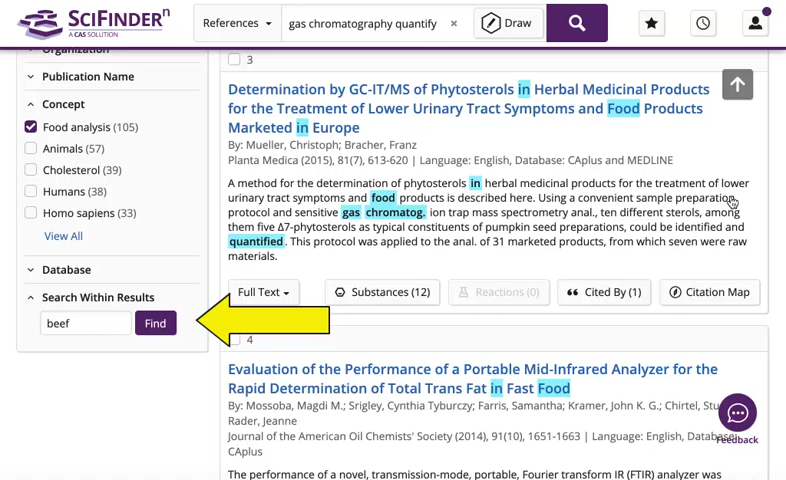 SCIFINDERⁿ
A CAS SOLUTION
References
gas chromatography quantify
Draw
Organization
Publication Name
Concept
Food analysis (105)
Animals (57)
Cholesterol (39)
Humans (38)
Homo sapiens (33)
View All
Database
Search Within Results
beef
Find
3
Determination by GC-IT/MS of Phytosterols in Herbal Medicinal Products
for the Treatment of Lower Urinary Tract Symptoms and Food Products
Marketed in Europe
By: Mueller, Christoph; Bracher, Franz
Planta Medica (2015), 81(7), 613-620 | Language: English, Database: CAplus and MEDLINE
A method for the determination of phytosterols in herbal medicinal products for the treatment of lower
urinary tract symptoms and food products is described here. Using a convenient sample preparation
protocol and sensitive gas chromatog. ion trap mass spectrometry anal., ten different sterols, among
them five Δ7-phytosterols as typical constituents of pumpkin seed preparations, could be identified and
quantified. This protocol was applied to the anal. of 31 marketed products, from which seven were raw
materials.
Full Text
Substances (12)
Reactions (0)
Cited By (1)
Citation Map
4
Evaluation of the Performance of a Portable Mid-Infrared Analyzer for the
Rapid Determination of Total Trans Fat in Fast Food
By: Mossoba, Magdi M.; Srigley, Cynthia Tyburczy; Farris, Samantha; Kramer, John K. G.; Chirtel, Stu
Rader, Jeanne
Journal of the American Oil Chemists' Society (2014), 91(10), 1651-1663 | Language: English, Database:
CAplus
The performance of a novel, transmission-mode, portable, Fourier transform IR (FTIR) analyzer was
Feedback